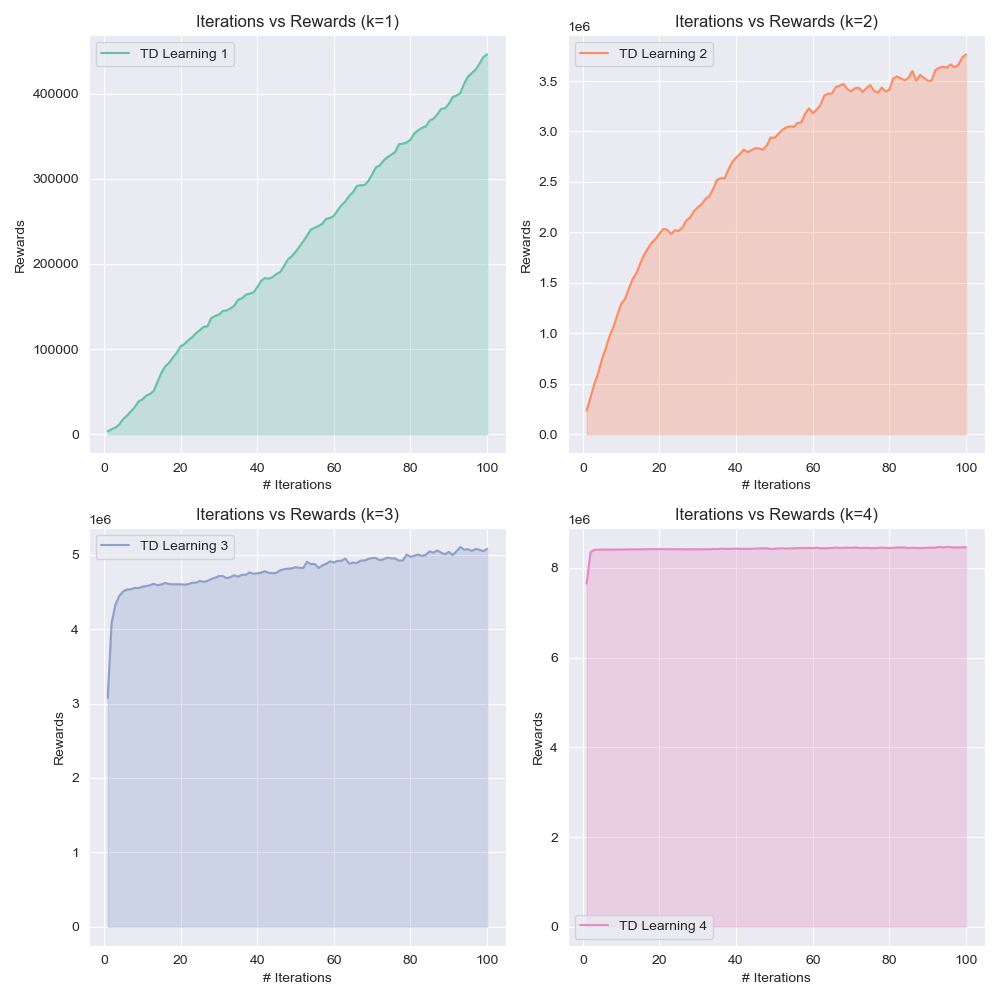 Iterations vs Rewards (k=1)
TD Learning 1
400000
300000
200000
100000
0
Rewards
0 20 40 60 80 100
# Iterations
Iterations vs Rewards (k=2)
1e6
TD Learning 2
3.5
3.0
2.5
2.0
1.5
1.0
0.5
0.0
Rewards
0 20 40 60 80 100
# Iterations
Iterations vs Rewards (k=3)
1e6
TD Learning 3
5
4
3
2
1
0
Rewards
0 20 40 60 80 100
# Iterations
Iterations vs Rewards (k=4)
1e6
8
6
4
2
0
Rewards
TD Learning 4
0 20 40 60 80 100
# Iterations